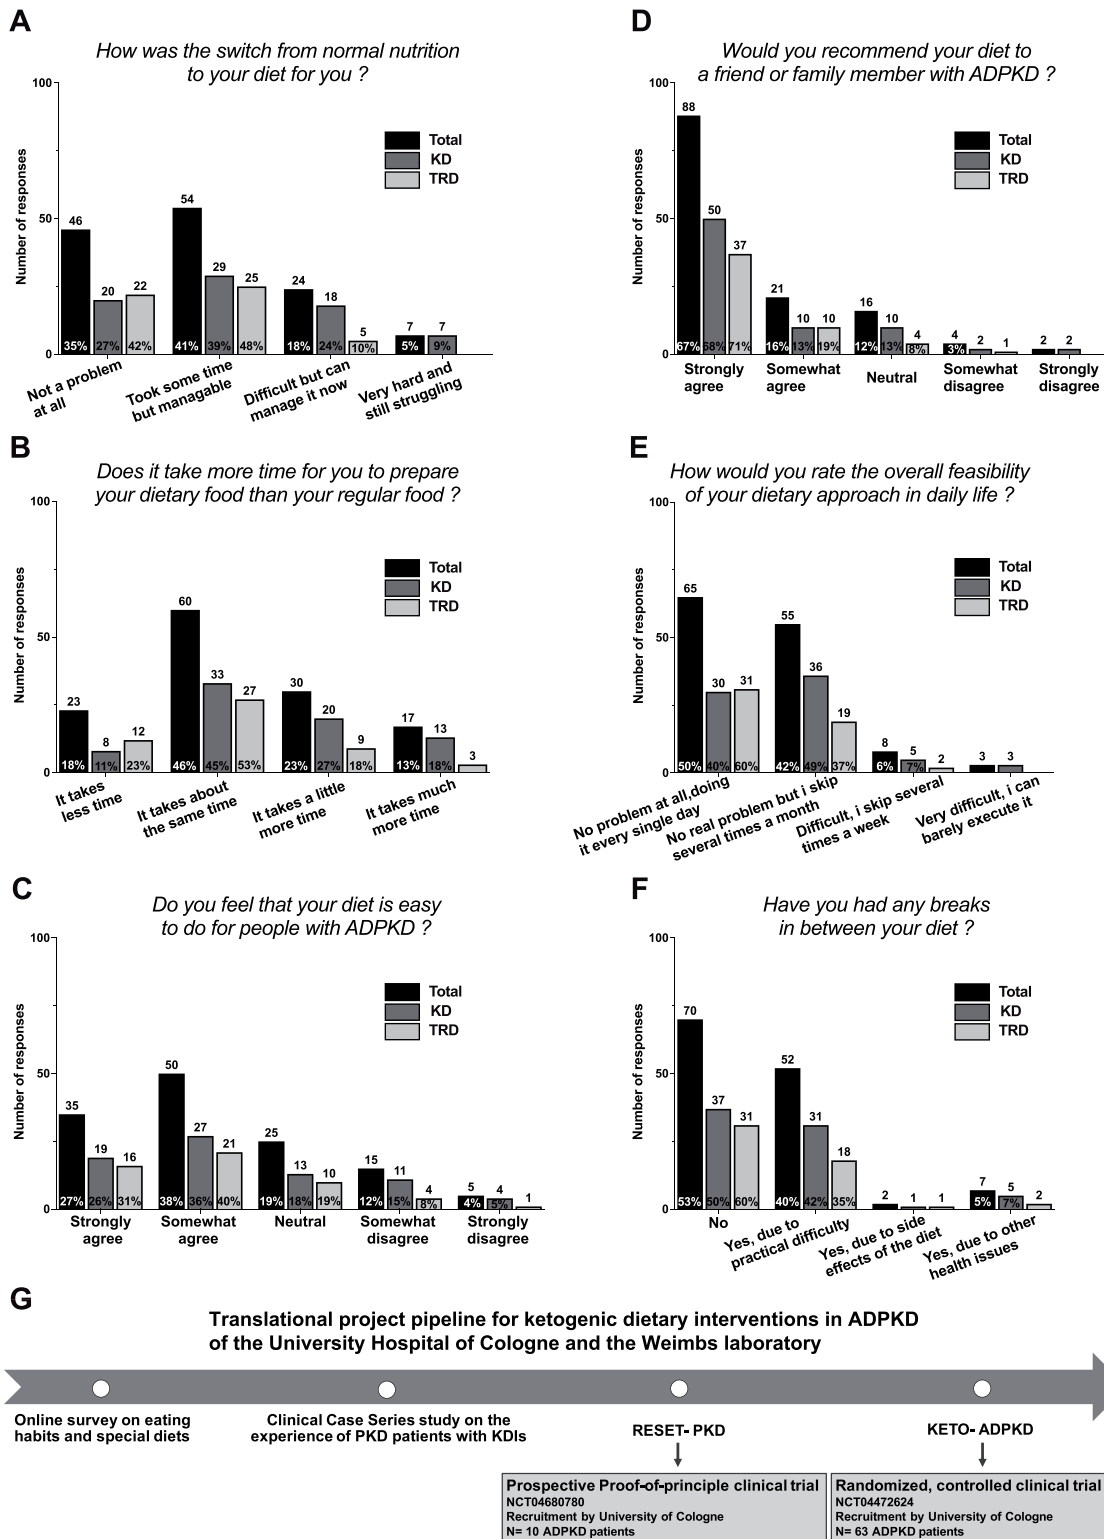 A
How was the switch from normal nutrition
to your diet for you ?
Number of responses
100
50
0
Total
KD
TRD
46
20
22
54
29
25
24
18
5
7
7
35%
27%
42%
41%
39%
48%
18%
24%
10%
5%
9%
Not a problem
at all
Took some time
but managable
Difficult but can
manage it now
Very hard and
still struggling
B
Does it take more time for you to prepare
your dietary food than your regular food ?
Number of responses
100
50
0
Total
KD
TRD
23
8
12
60
33
27
30
20
9
17
13
3
18%
11%
23%
46%
45%
53%
23%
27%
18%
13%
18%
It takes
less time
It takes about
the same time
It takes a little
more time
It takes much
more time
C
Do you feel that your diet is easy
to do for people with ADPKD ?
Number of responses
100
50
0
Total
KD
TRD
35
19
16
50
27
21
25
13
10
15
11
4
5
4
1
27%
26%
31%
38%
36%
40%
19%
18%
19%
12%
15%
8%
4%
5%
Strongly
agree
Somewhat
agree
Neutral
Somewhat
disagree
Strongly
disagree
D
Would you recommend your diet to
a friend or family member with ADPKD ?
Number of responses
100
50
0
Total
KD
TRD
88
50
37
21
10
10
16
10
4
4
2
1
2
2
67%
68%
71%
16%
13%
19%
12%
13%
8%
3%
Strongly
agree
Somewhat
agree
Neutral
Somewhat
disagree
Strongly
disagree
E
How would you rate the overall feasibility
of your dietary approach in daily life ?
Number of responses
100
50
0
Total
KD
TRD
65
30
31
55
36
19
8
5
2
3
3
50%
40%
60%
42%
49%
37%
6%
7%
No problem at all,doing
it every single day
No real problem but i skip
several times a month
Difficult, i skip several
times a week
Very difficult, i can
barely execute it
F
Have you had any breaks
in between your diet ?
Number of responses
100
50
0
Total
KD
TRD
70
37
31
52
31
18
2
1
1
7
5
2
53%
50%
60%
40%
42%
35%
5%
7%
No
Yes, due to
practical difficulty
Yes, due to side
effects of the diet
Yes, due to other
health issues
G
Translational project pipeline for ketogenic dietary interventions in ADPKD
of the University Hospital of Cologne and the Weimbs laboratory
Online survey on eating
habits and special diets
Clinical Case Series study on the
experience of PKD patients with KDIs
RESET- PKD
Prospective Proof-of-principle clinical trial
NCT04680780
Recruitment by University of Cologne
N= 10 ADPKD patients
KETO- ADPKD
Randomized, controlled clinical trial
NCT04472624
Recruitment by University of Cologne
N= 63 ADPKD patients